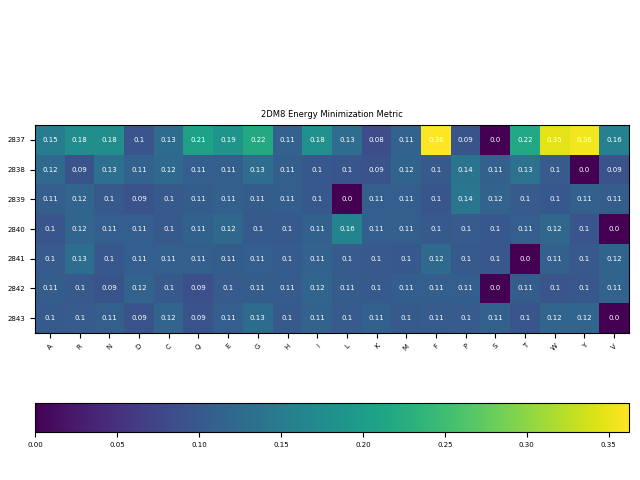 2DM8 Energy Minimization Metric
2837 0.15 0.18 0.18 0.1 0.13 0.21 0.19 0.22 0.11 0.18 0.13 0.08 0.11 0.36 0.09 0.0 0.22 0.35 0.36 0.16
2838 0.12 0.09 0.13 0.11 0.12 0.11 0.11 0.13 0.11 0.1 0.1 0.09 0.12 0.1 0.14 0.11 0.13 0.1 0.0 0.09
2839 0.11 0.12 0.1 0.09 0.1 0.11 0.11 0.11 0.11 0.1 0.0 0.11 0.11 0.1 0.14 0.12 0.1 0.1 0.11 0.11
2840 0.1 0.12 0.11 0.11 0.1 0.11 0.12 0.1 0.1 0.11 0.16 0.11 0.11 0.1 0.1 0.1 0.11 0.12 0.1 0.0
2841 0.1 0.13 0.1 0.11 0.11 0.11 0.11 0.11 0.1 0.11 0.1 0.1 0.1 0.12 0.1 0.1 0.0 0.11 0.1 0.12
2842 0.11 0.1 0.09 0.12 0.1 0.09 0.1 0.11 0.11 0.12 0.11 0.1 0.11 0.11 0.11 0.0 0.11 0.1 0.1 0.11
2843 0.1 0.1 0.11 0.09 0.12 0.09 0.11 0.13 0.1 0.11 0.1 0.11 0.1 0.11 0.1 0.11 0.1 0.12 0.12 0.0
A R N D C Q E G H I L K M F P S T W Y V
0.00 0.05 0.10 0.15 0.20 0.25 0.30 0.35